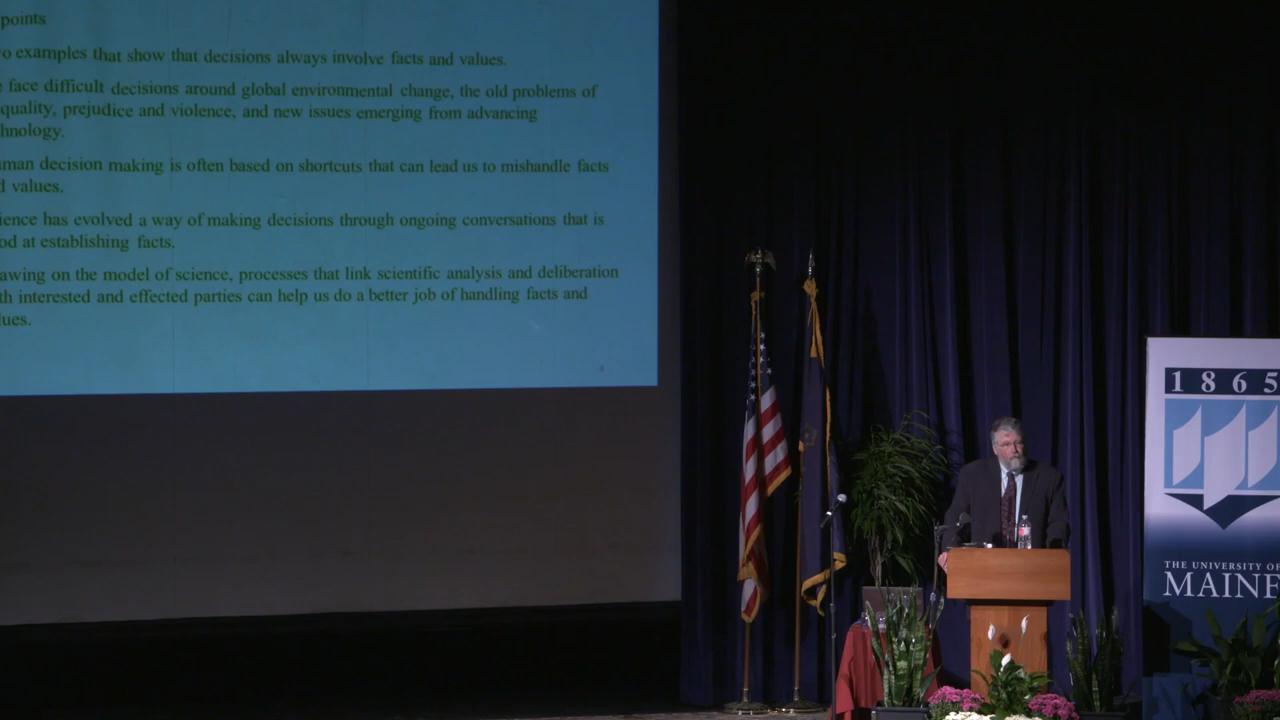 points
o examples that show that decisions always involve facts and values.
e face difficult decisions around global environmental change, the old problems of
quality, prejudice and violence, and new issues emerging from advancing
hnology.
uman decision making is often based on shortcuts that can lead us to mishandle facts
d values.
ience has evolved a way of making decisions through ongoing conversations that is
od at establishing facts.
awing on the model of science, processes that link scientific analysis and deliberation
th interested and effected parties can help us do a better job of handling facts and
lues.
1865
THE UNIVERSITY OF
MAINE